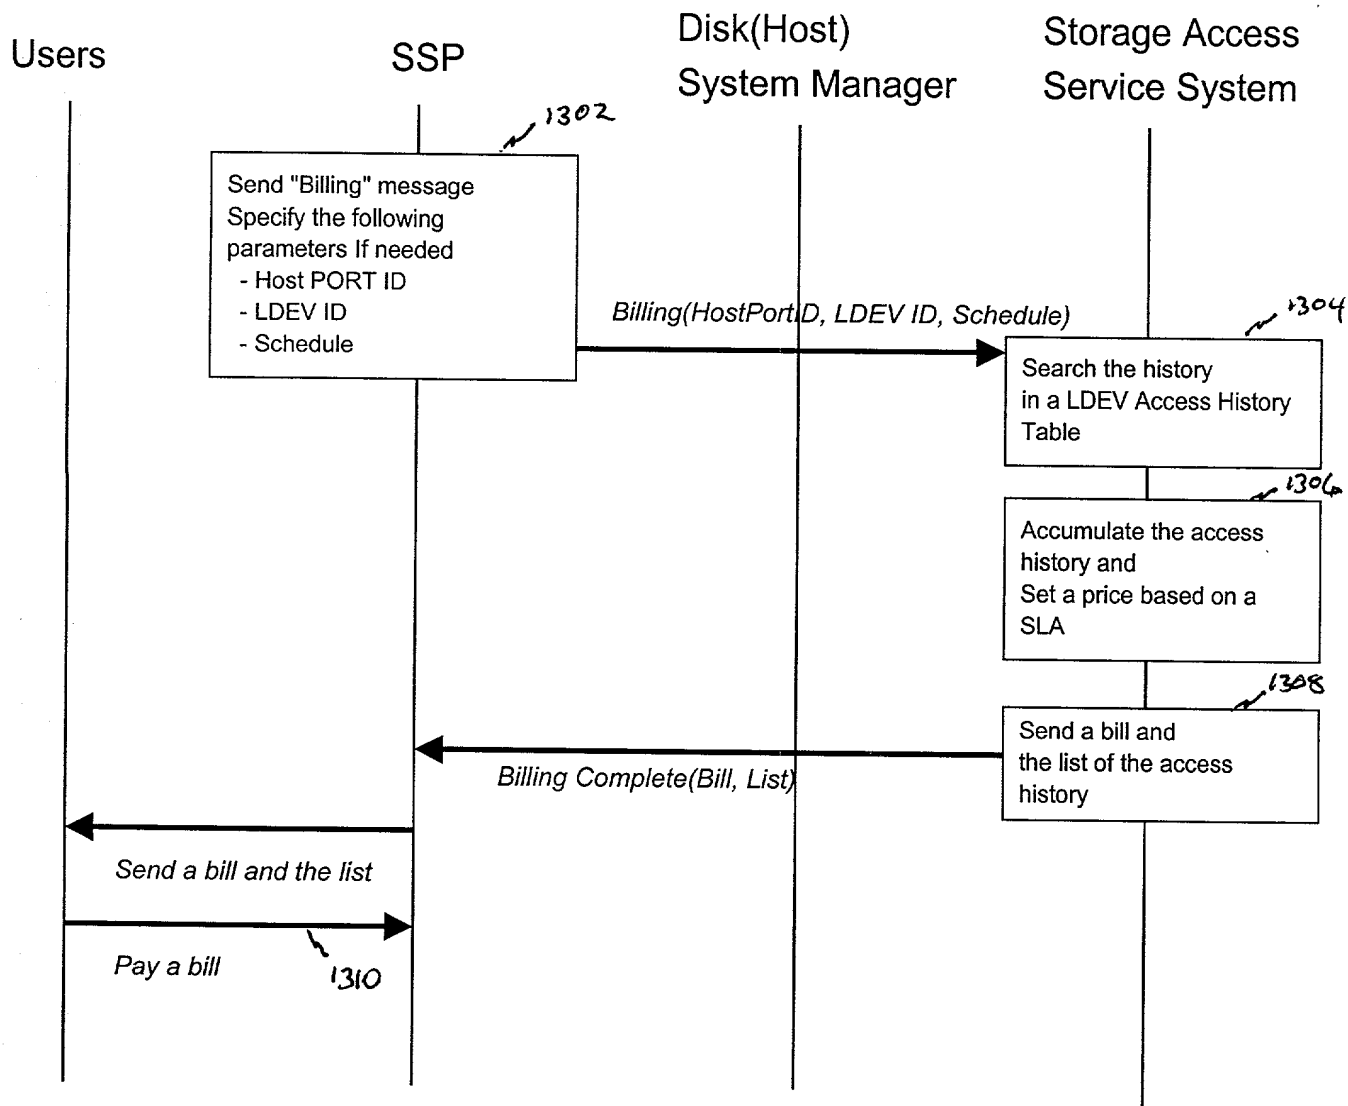 Users
SSP
Disk(Host)
System Manager
Storage Access
Service System
1302
Send "Billing" message
Specify the following
parameters If needed
- Host PORT ID
- LDEV ID
- Schedule
Billing(HostPortID, LDEV ID, Schedule)
1304
Search the history
in a LDEV Access History
Table
1306
Accumulate the access
history and
Set a price based on a
SLA
1308
Send a bill and
the list of the access
history
Billing Complete(Bill, List)
Send a bill and the list
Pay a bill
1310